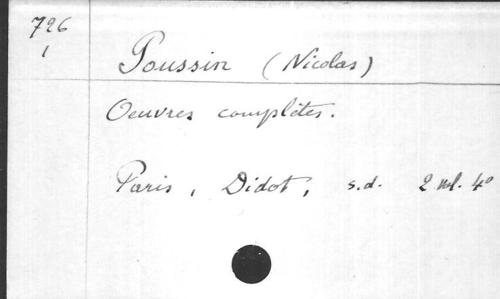 726
1
Poussin (Nicolas)
Oeuvres complètes.
Paris, Didot, s.d. 2 vol. 4°